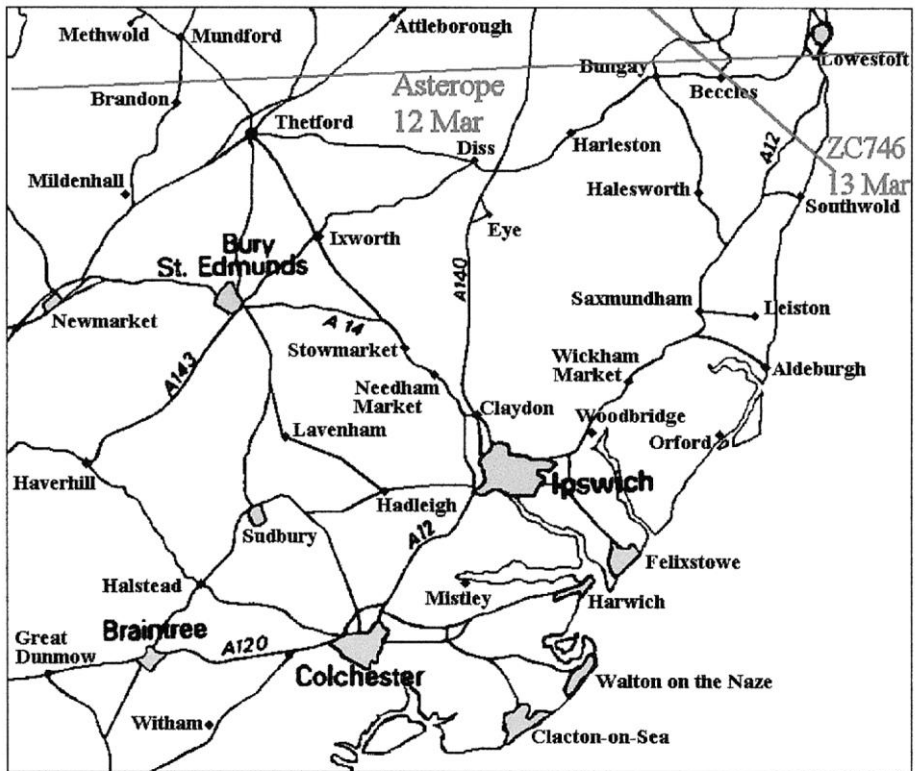 Methwold
Mundford
Attleborough
Lowestoft
Bungay
Beccles
Brandon
Asterope
12 Mar
Thetford
Diss
Harleston
A12
ZC746
13 Mar
Mildenhall
Halesworth
Southwold
Eye
Ixworth
Bury
St. Edmunds
A140
Newmarket
A 14
Saxmundham
Leiston
Stowmarket
A143
Wickham
Market
Aldeburgh
Needham
Market
Claydon
Woodbridge
Orford
Lavenham
Haverhill
Ipswich
Hadleigh
Sudbury
A12
Felixstowe
Halstead
Mistley
Harwich
Braintree
Great
Dunmow
A120
Colchester
Walton on the Naze
Witham
Clacton-on-Sea